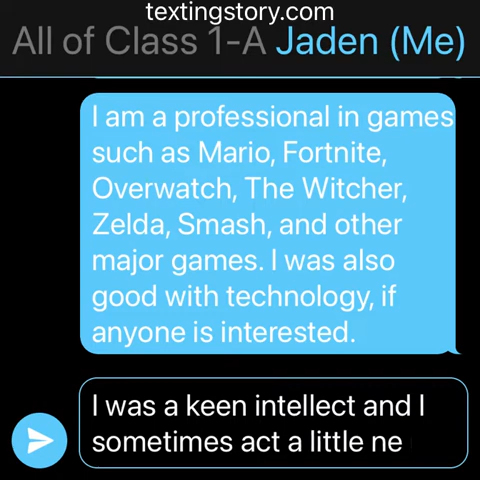 textingstory.com
All of Class 1-A Jaden (Me)
I am a professional in games
such as Mario, Fortnite,
Overwatch, The Witcher,
Zelda, Smash, and other
major games. I was also
good with technology, if
anyone is interested.
I was a keen intellect and I
sometimes act a little ne